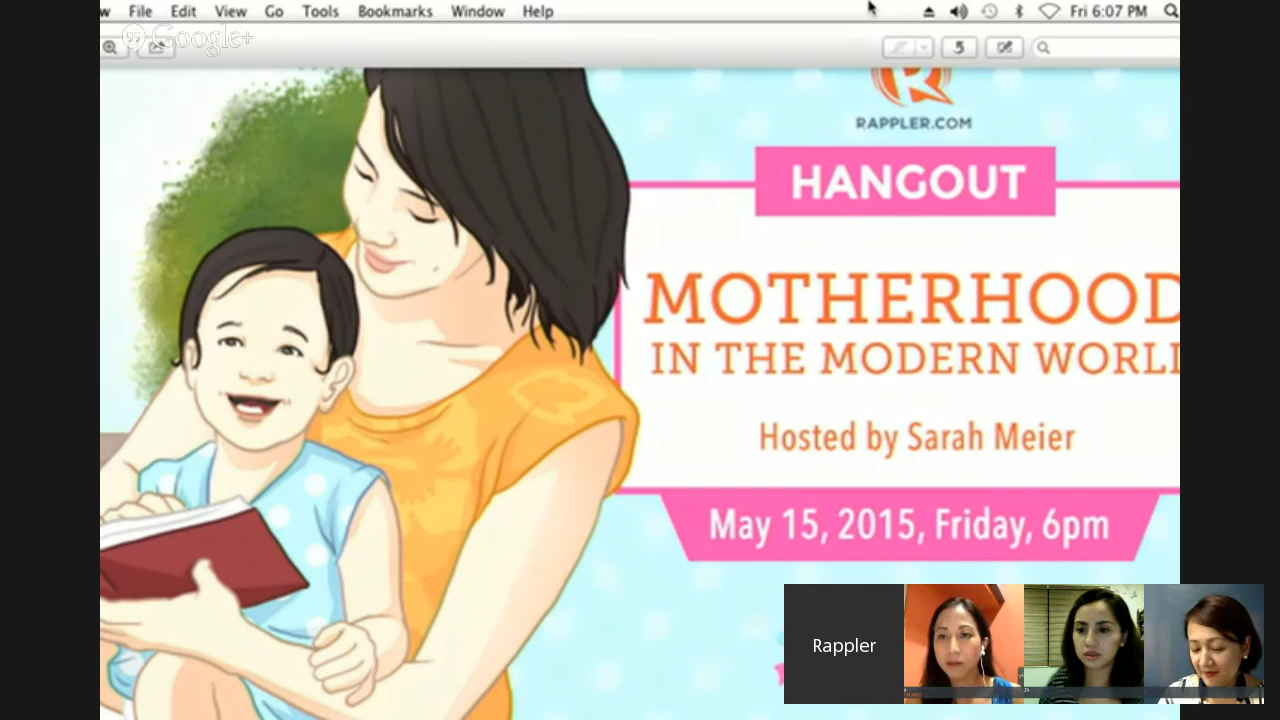 w File Edit View Go Tools Bookmarks Window Help Fri 6:07 PM
Google+
5
RAPPLER.COM
HANGOUT
MOTHERHOOD
IN THE MODERN WORL
Hosted by Sarah Meier
May 15, 2015, Friday, 6pm
Rappler